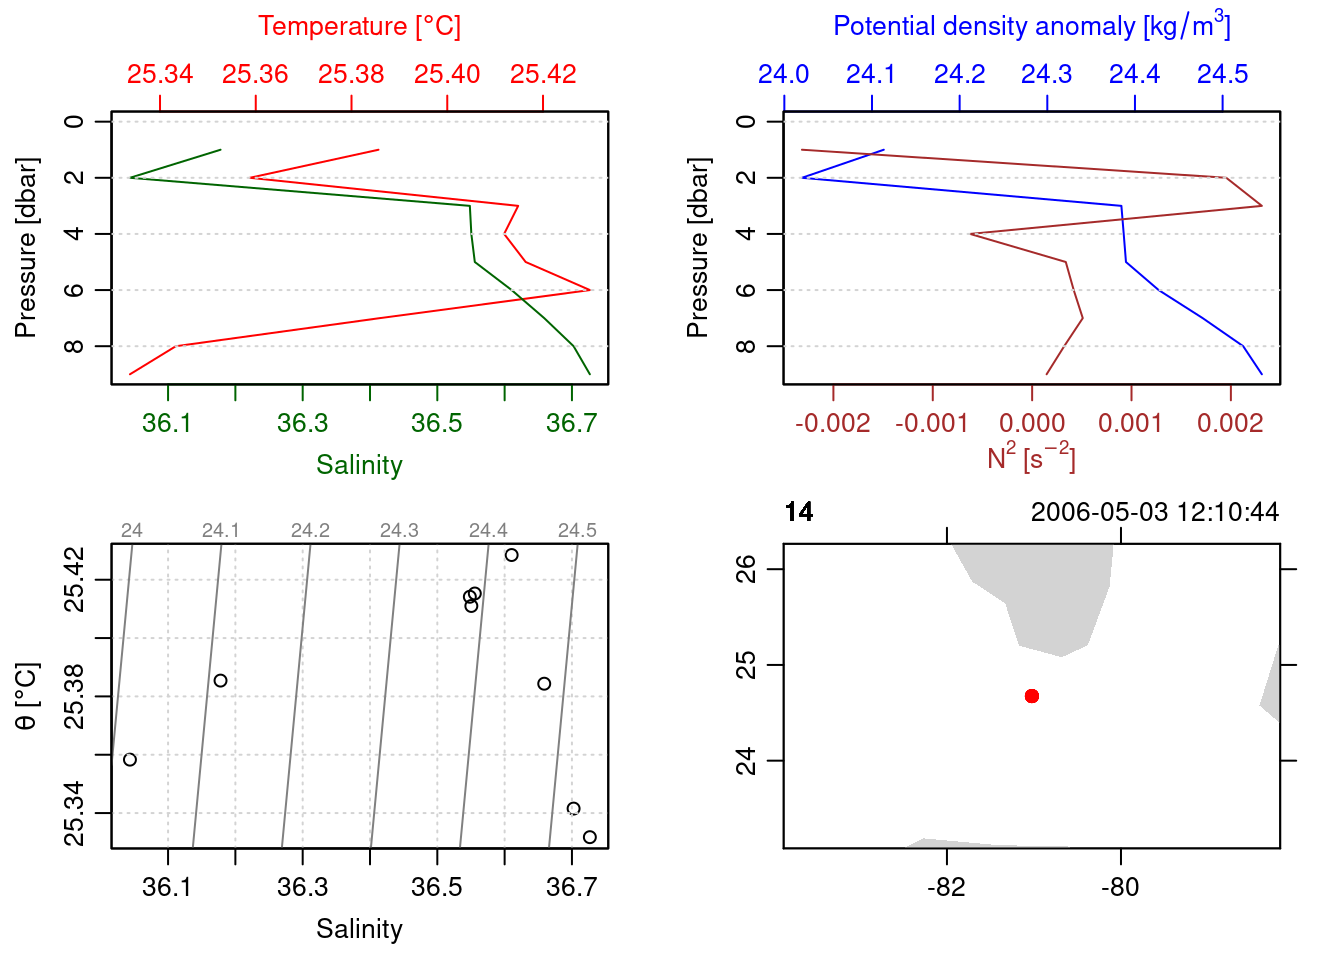 Temperature [°C]
25.34 25.36 25.38 25.40 25.42
Pressure [dbar]
0
2
4
6
8
36.1 36.3 36.5 36.7
Salinity
Potential density anomaly [kg/m³]
24.0 24.1 24.2 24.3 24.4 24.5
Pressure [dbar]
0
2
4
6
8
-0.002 -0.001 0.000 0.001 0.002
N² [s⁻²]
24 24.1 24.2 24.3 24.4 24.5
θ [°C]
25.42
25.38
25.34
36.1 36.3 36.5 36.7
Salinity
14 2006-05-03 12:10:44
26
25
24
-82 -80